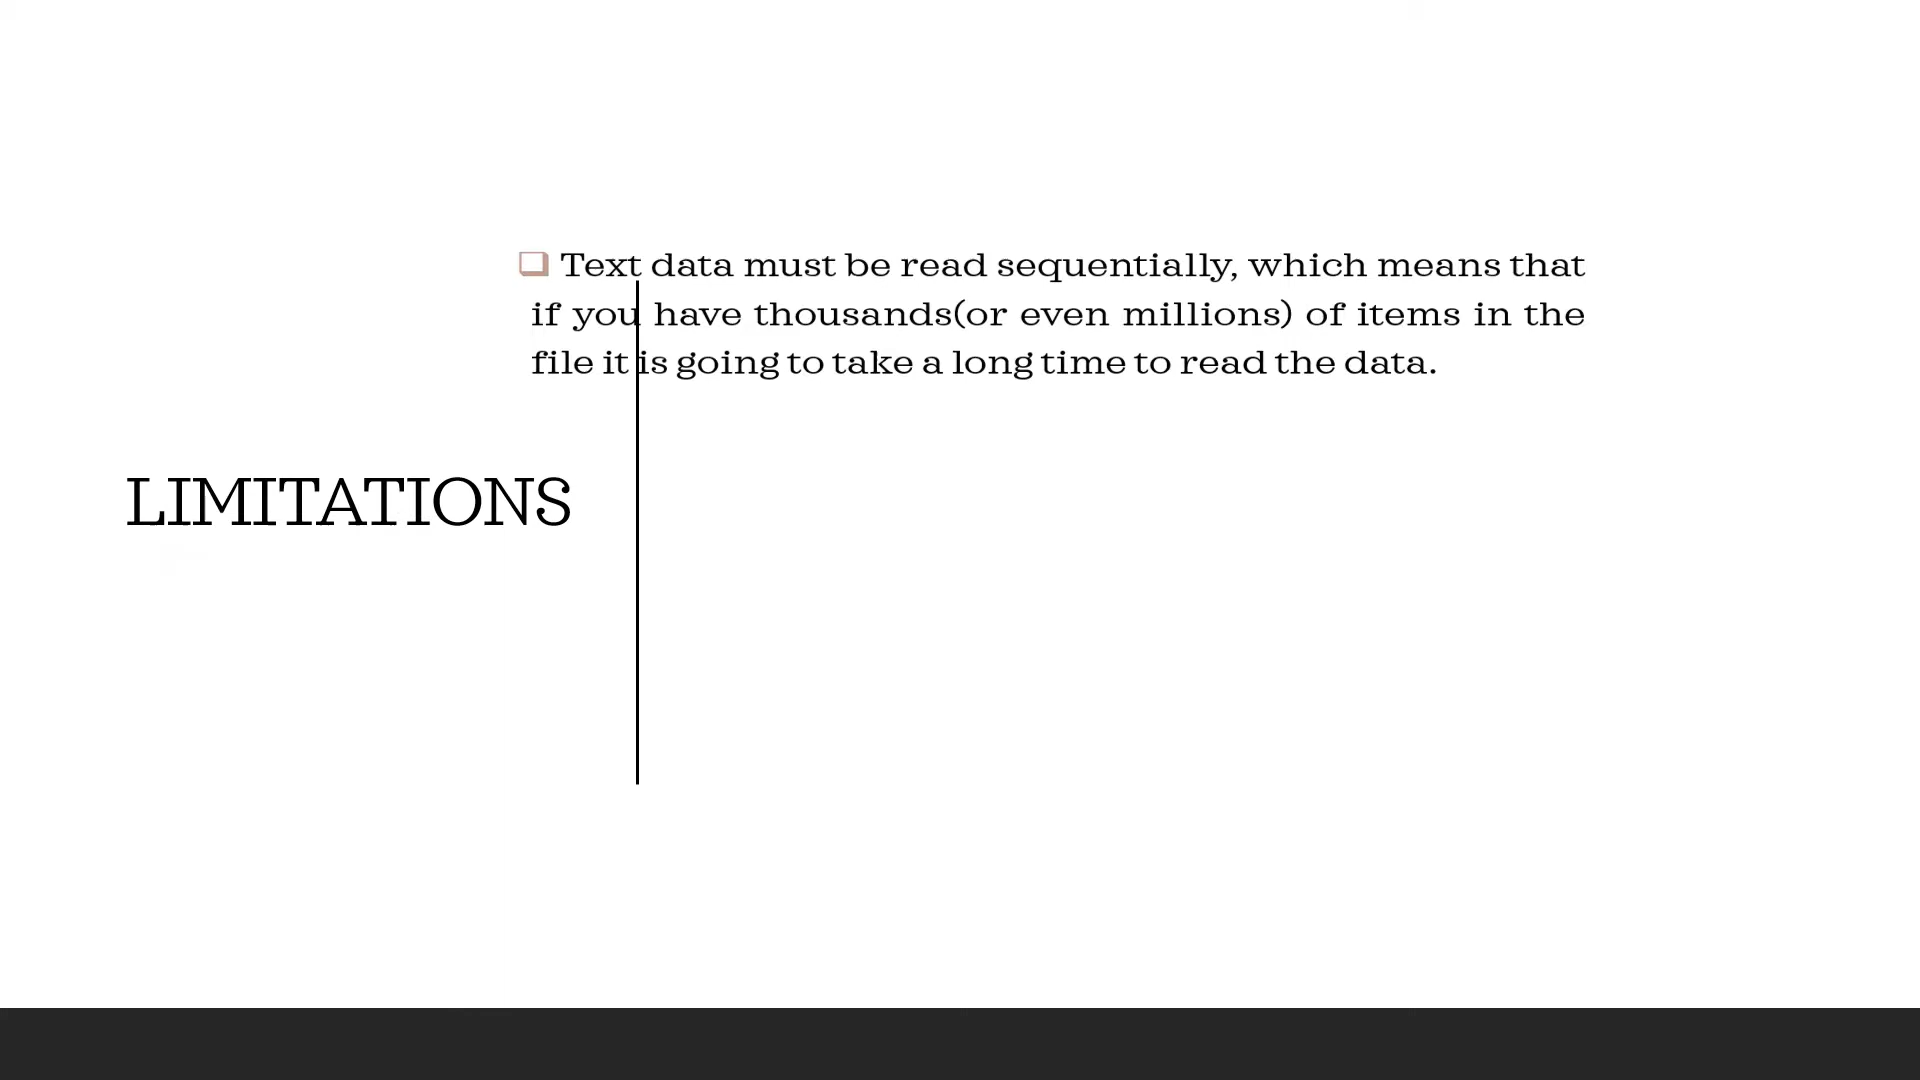 LIMITATIONS
Text data must be read sequentially, which means that
if you have thousands(or even millions) of items in the
file it is going to take a long time to read the data.